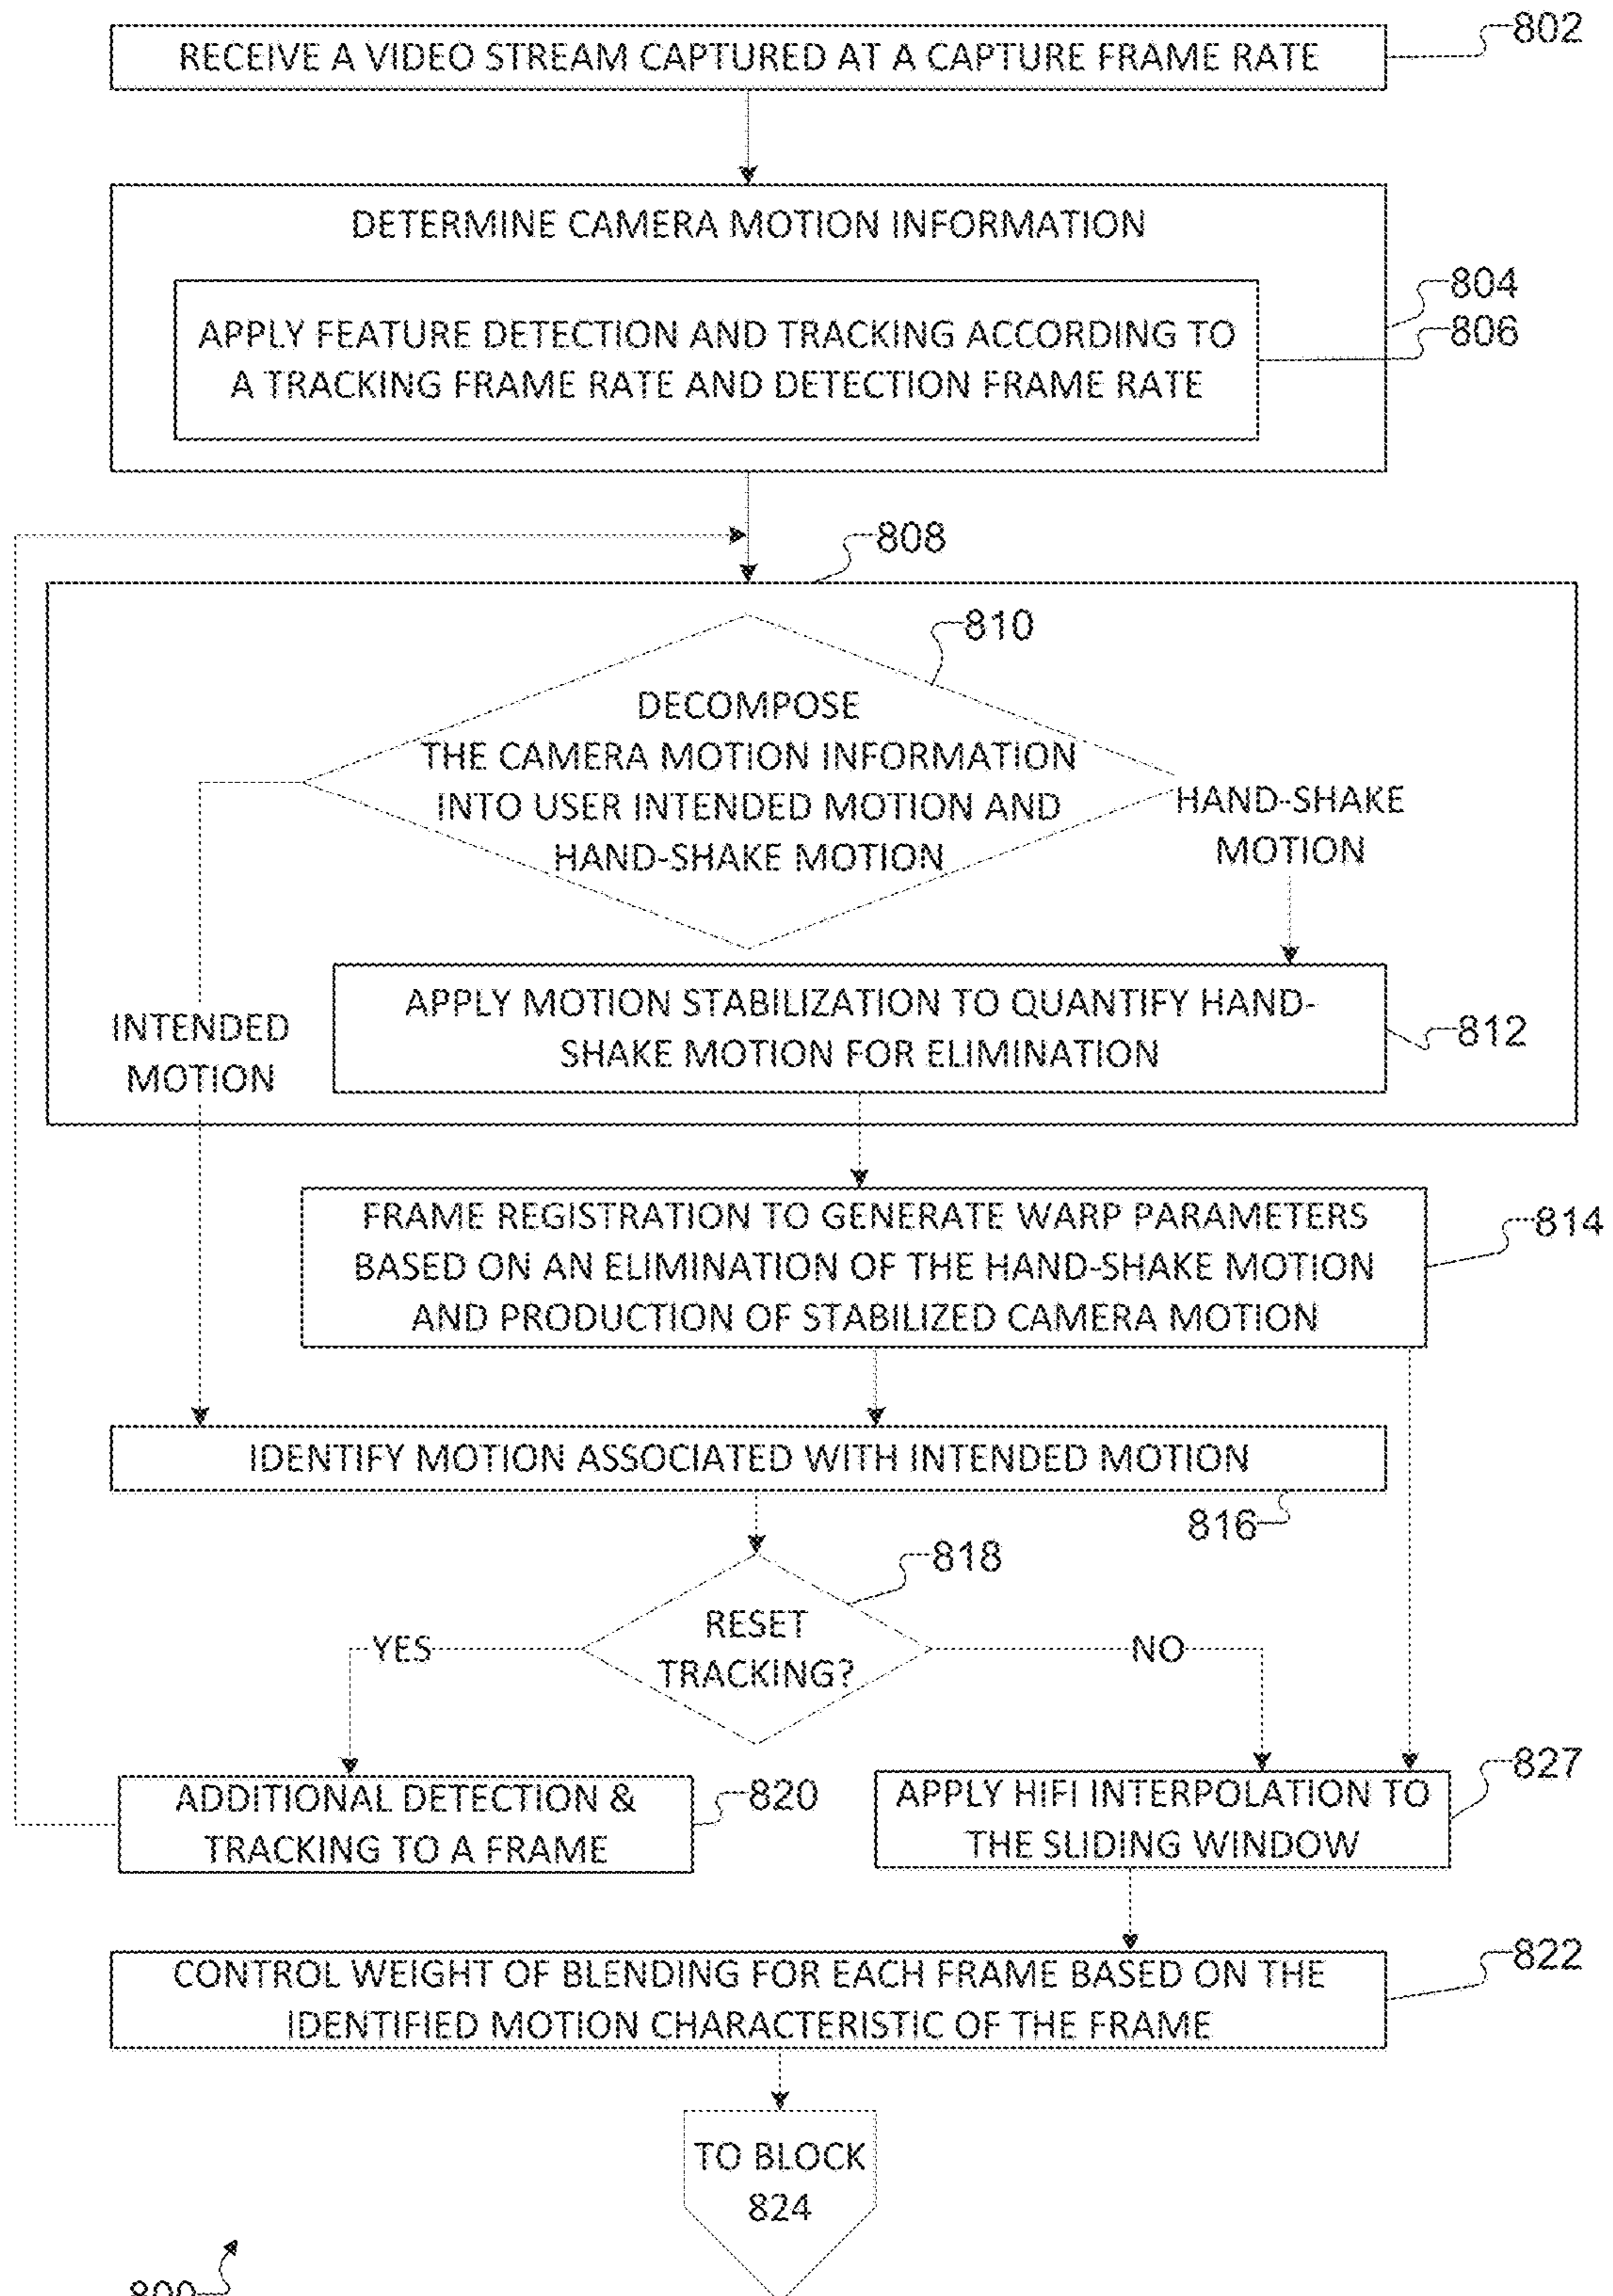 RECEIVE A VIDEO STREAM CAPTURED AT A CAPTURE FRAME RATE
802
DETERMINE CAMERA MOTION INFORMATION
804
APPLY FEATURE DETECTION AND TRACKING ACCORDING TO
A TRACKING FRAME RATE AND DETECTION FRAME RATE
806
808
810
DECOMPOSE
THE CAMERA MOTION INFORMATION
INTO USER INTENDED MOTION AND
HAND-SHAKE MOTION
HAND-SHAKE
MOTION
APPLY MOTION STABILIZATION TO QUANTIFY HAND-
SHAKE MOTION FOR ELIMINATION
812
INTENDED
MOTION
FRAME REGISTRATION TO GENERATE WARP PARAMETERS
BASED ON AN ELIMINATION OF THE HAND-SHAKE MOTION
AND PRODUCTION OF STABILIZED CAMERA MOTION
814
IDENTIFY MOTION ASSOCIATED WITH INTENDED MOTION
816
818
RESET
TRACKING?
YES
NO
ADDITIONAL DETECTION &
TRACKING TO A FRAME
820
APPLY HIFI INTERPOLATION TO
THE SLIDING WINDOW
827
CONTROL WEIGHT OF BLENDING FOR EACH FRAME BASED ON THE
IDENTIFIED MOTION CHARACTERISTIC OF THE FRAME
822
TO BLOCK
824
800